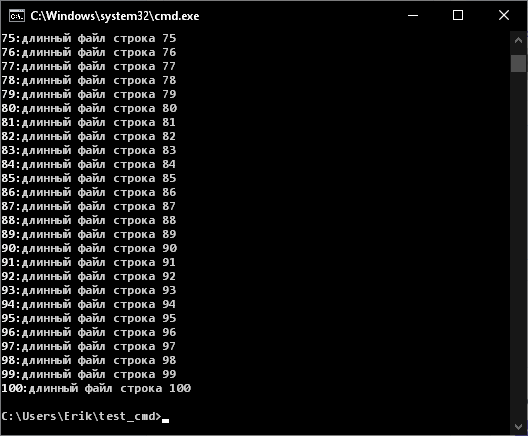 C:\Windows\system32\cmd.exe
75:длинный файл строка 75
76:длинный файл строка 76
77:длинный файл строка 77
78:длинный файл строка 78
79:длинный файл строка 79
80:длинный файл строка 80
81:длинный файл строка 81
82:длинный файл строка 82
83:длинный файл строка 83
84:длинный файл строка 84
85:длинный файл строка 85
86:длинный файл строка 86
87:длинный файл строка 87
88:длинный файл строка 88
89:длинный файл строка 89
90:длинный файл строка 90
91:длинный файл строка 91
92:длинный файл строка 92
93:длинный файл строка 93
94:длинный файл строка 94
95:длинный файл строка 95
96:длинный файл строка 96
97:длинный файл строка 97
98:длинный файл строка 98
99:длинный файл строка 99
100:длинный файл строка 100
C:\Users\Erik\test_cmd>